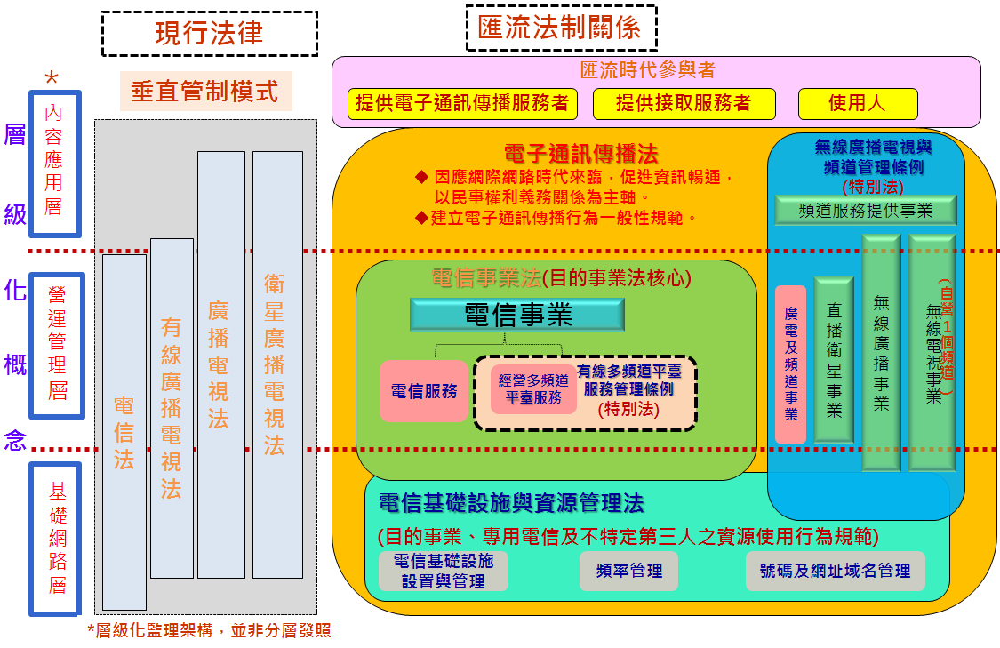 現行法律
匯流法制關係
垂直管制模式
匯流時代參與者
提供電子通訊傳播服務者
提供接取服務者
使用人
*
層級化概念
內容應用層
營運管理層
基礎網路層
電信法
有線廣播電視法
廣播電視法
衛星廣播電視法
電子通訊傳播法
◆ 因應網際網路時代來臨，促進資訊暢通，
以民事權利義務關係為主軸。
◆建立電子通訊傳播行為一般性規範。
無線廣播電視與
頻道管理條例
(特別法)
頻道服務提供事業
廣電及頻道事業
直播衛星事業
無線廣播事業
無線電視事業
(自營1個頻道)
電信事業法(目的事業法核心)
電信事業
電信服務
經營多頻道
平臺服務
有線多頻道平臺
服務管理條例
(特別法)
電信基礎設施與資源管理法
(目的事業、專用電信及不特定第三人之資源使用行為規範)
電信基礎設施
設置與管理
頻率管理
號碼及網址域名管理
*層級化監理架構，並非分層發照